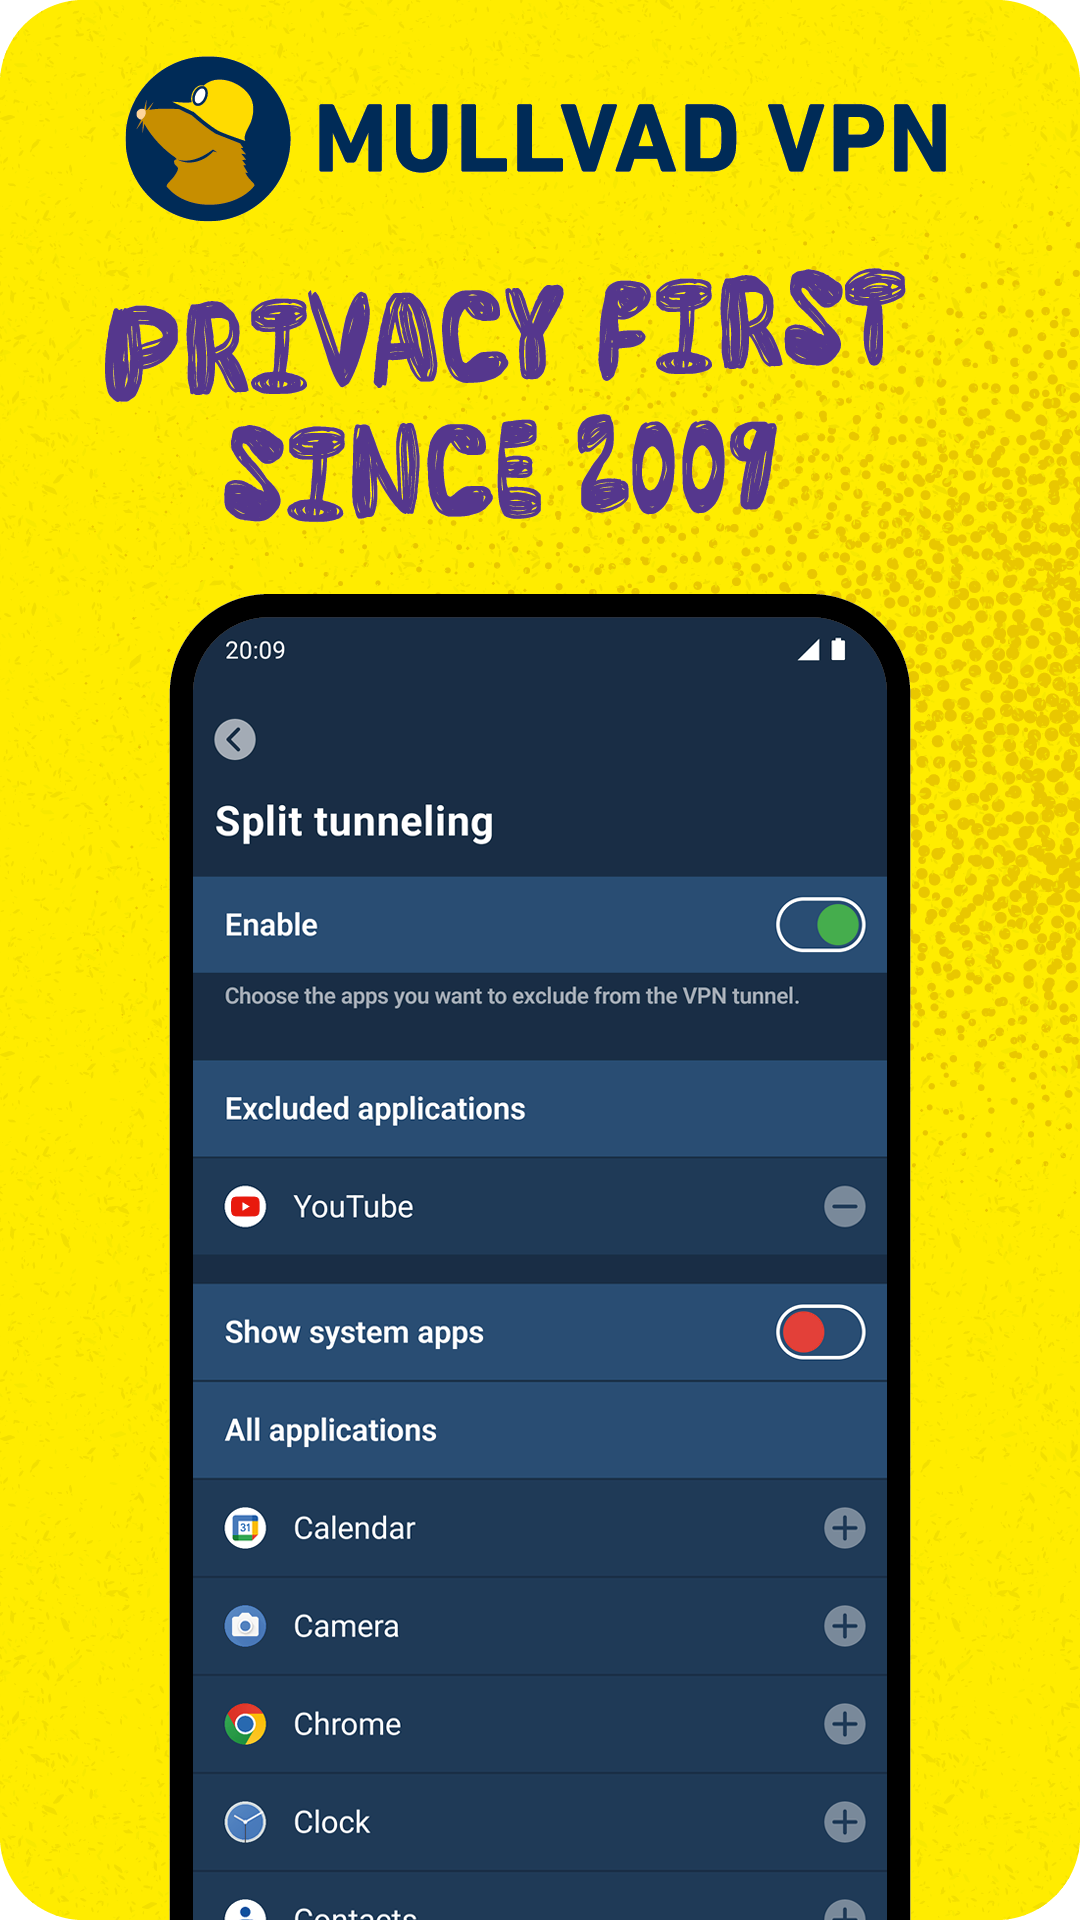 MULLVAD VPN
PRIVACY FIRST
SINCE 2009
20:09
Split tunneling
Enable
Choose the apps you want to exclude from the VPN tunnel.
Excluded applications
YouTube
Show system apps
All applications
31
Calendar
Camera
Chrome
Clock
Contacts